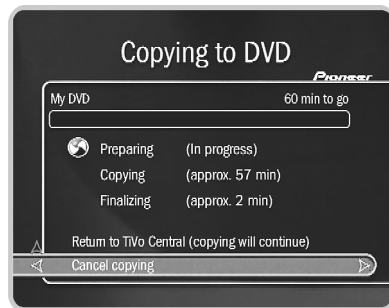 Copying to DVD
Pioneer
My DVD 60 min to go
Preparing (In progress)
Copying (approx. 57 min)
Finalizing (approx. 2 min)
Return to TiVo Central (copying will continue)
Cancel copying